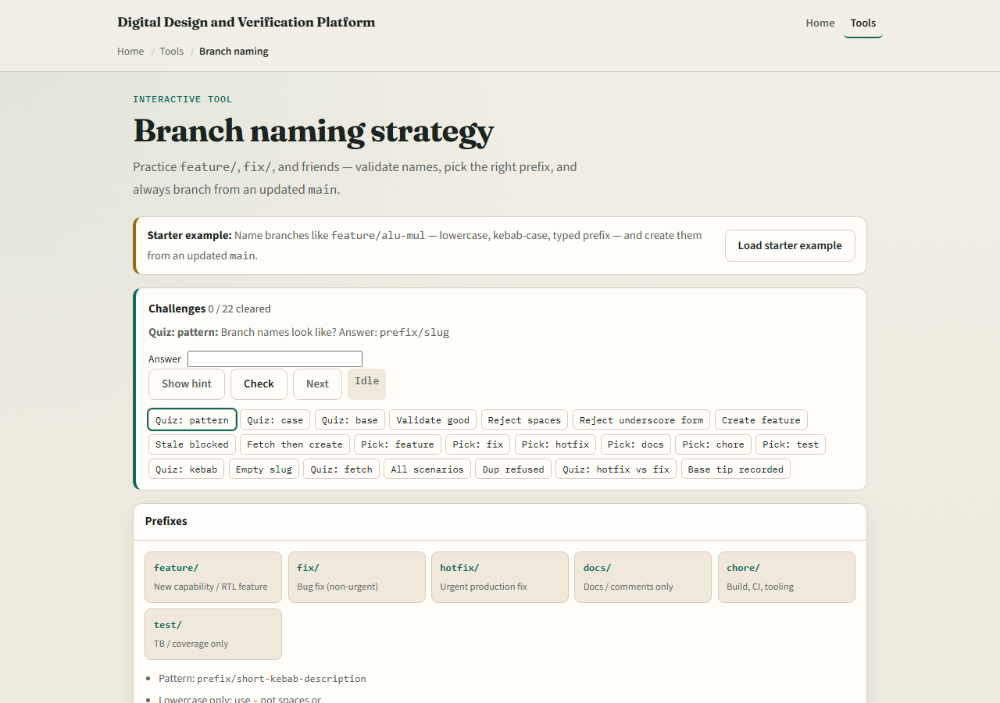 Digital Design and Verification Platform
Home Tools
Home / Tools / Branch naming
INTERACTIVE TOOL
Branch naming strategy
Practice feature/, fix/, and friends — validate names, pick the right prefix, and
always branch from an updated main.
Starter example: Name branches like feature/alu-mul — lowercase, kebab-case, typed prefix — and create them
from an updated main.
Load starter example
Challenges 0 / 22 cleared
Quiz: pattern: Branch names look like? Answer: prefix/slug
Answer
Show hint Check Next Idle
Quiz: pattern Quiz: case Quiz: base Validate good Reject spaces Reject underscore form Create feature
Stale blocked Fetch then create Pick: feature Pick: fix Pick: hotfix Pick: docs Pick: chore Pick: test
Quiz: kebab Empty slug Quiz: fetch All scenarios Dup refused Quiz: hotfix vs fix Base tip recorded
Prefixes
feature/ fix/ hotfix/ docs/ chore/
New capability / RTL feature Bug fix (non-urgent) Urgent production fix Docs / comments only Build, CI, tooling
test/
TB / coverage only
• Pattern: prefix/short-kebab-description
• Lowercase only; use - not spaces or